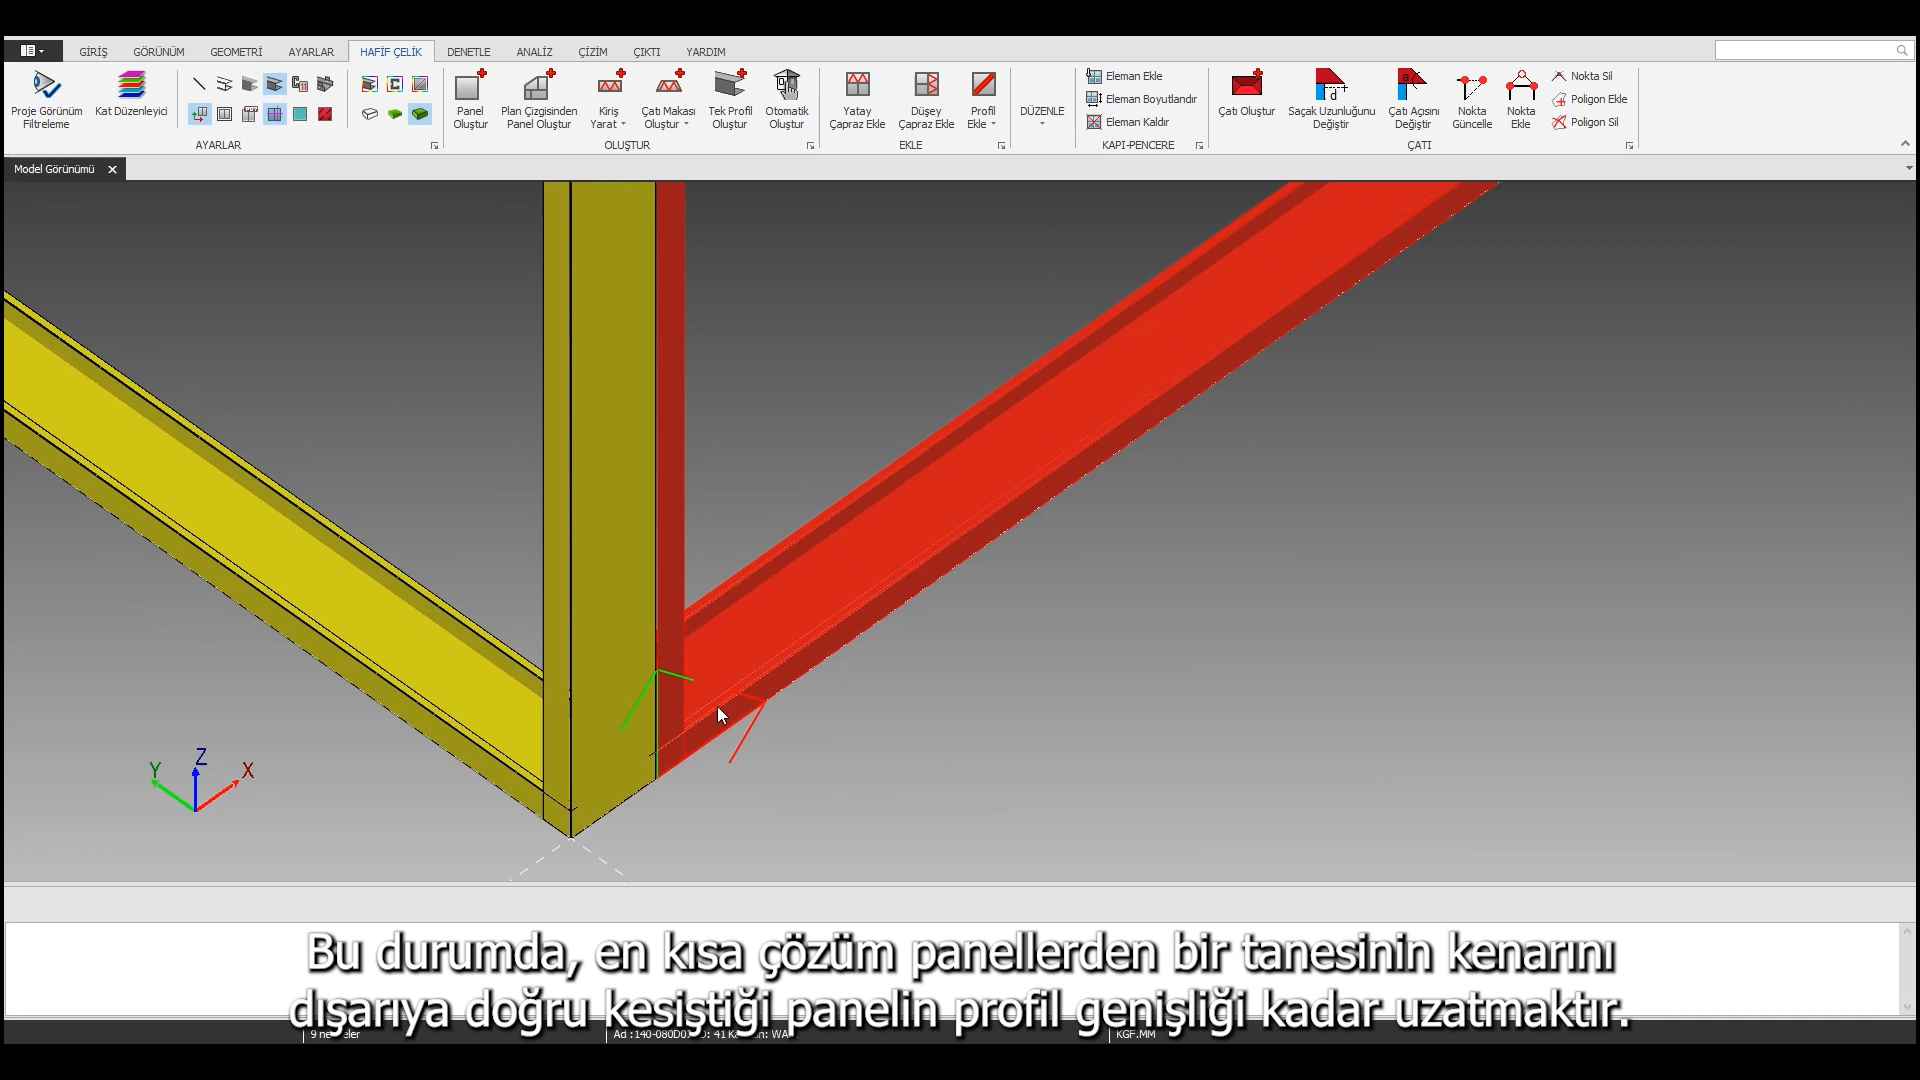 GİRİŞ GÖRÜNÜM GEOMETRİ AYARLAR HAFİF ÇELİK DENETLE ANALİZ ÇİZİM ÇIKTI YARDIM
Proje Görünüm
Filtreleme
Kat Düzenleyici
AYARLAR
Panel
Oluştur
Plan Çizgisinden
Panel Oluştur
Kiriş
Yarat
Çatı Makası
Oluştur
Tek Profil
Oluştur
Otomatik
Oluştur
OLUŞTUR
Yatay
Çapraz Ekle
Düşey
Çapraz Ekle
Profil
Ekle
EKLE
DÜZENLE
Eleman Ekle
Eleman Boyutlandır
Eleman Kaldır
KAPI-PENCERE
Çatı Oluştur
d
Saçak Uzunluğunu
Değiştir
a
Çatı Açısını
Değiştir
Nokta
Güncelle
Nokta
Ekle
Nokta Sil
Poligon Ekle
Poligon Sil
ÇATI
Model Görünümü
Z
Y
X
Bu durumda, en kısa çözüm panellerden bir tanesinin kenarını
dışarıya doğru kesiştiği panelin profil genişliği kadar uzatmaktır.
KGF.MM